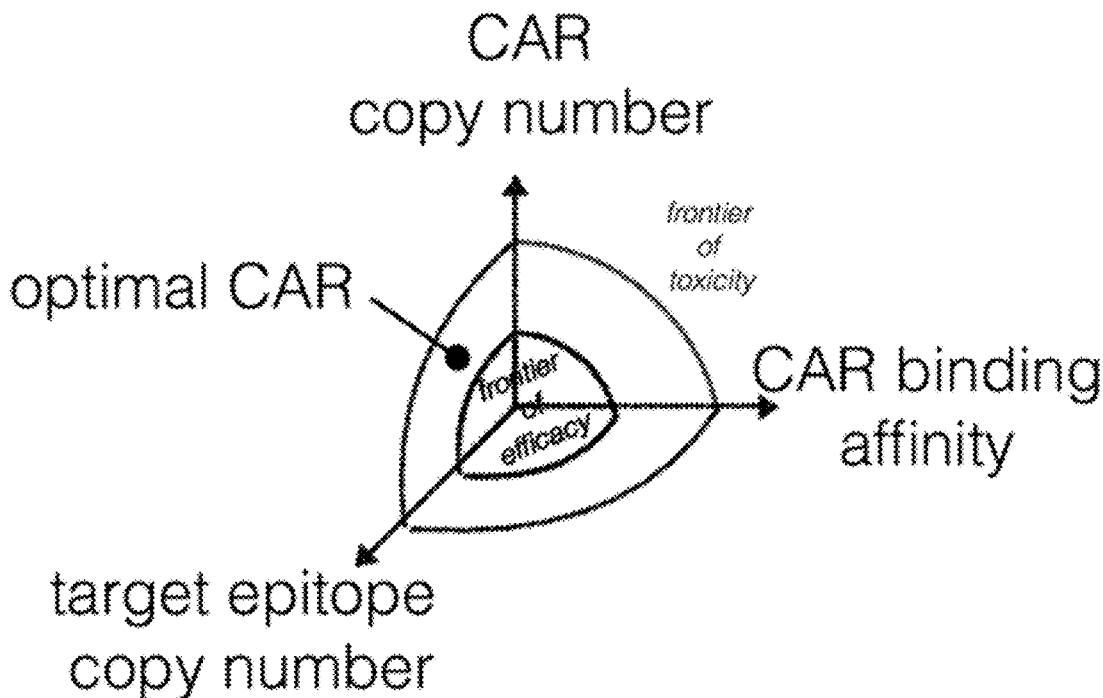 CAR
copy number
frontier
of
toxicity
optimal CAR
frontier
of
efficacy
CAR binding
affinity
target epitope
copy number